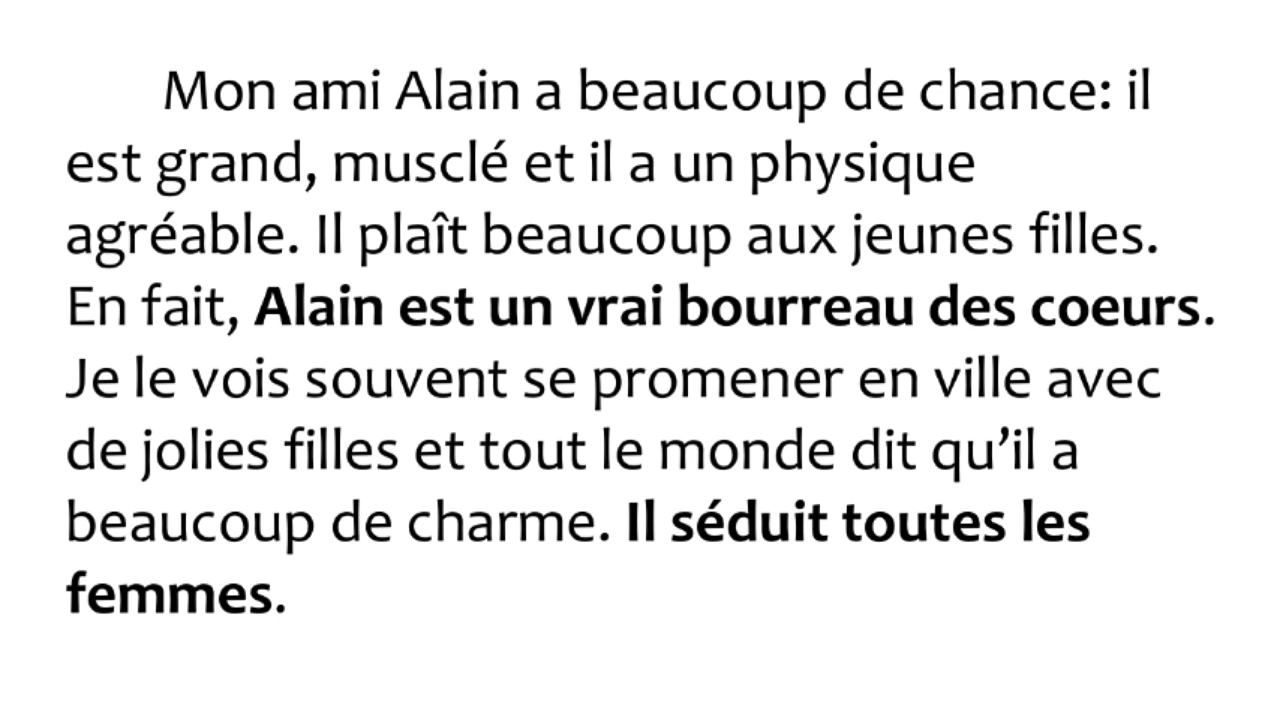 Mon ami Alain a beaucoup de chance: il
est grand, musclé et il a un physique
agréable. Il plaît beaucoup aux jeunes filles.
En fait, Alain est un vrai bourreau des coeurs.
Je le vois souvent se promener en ville avec
de jolies filles et tout le monde dit qu’il a
beaucoup de charme. Il séduit toutes les
femmes.